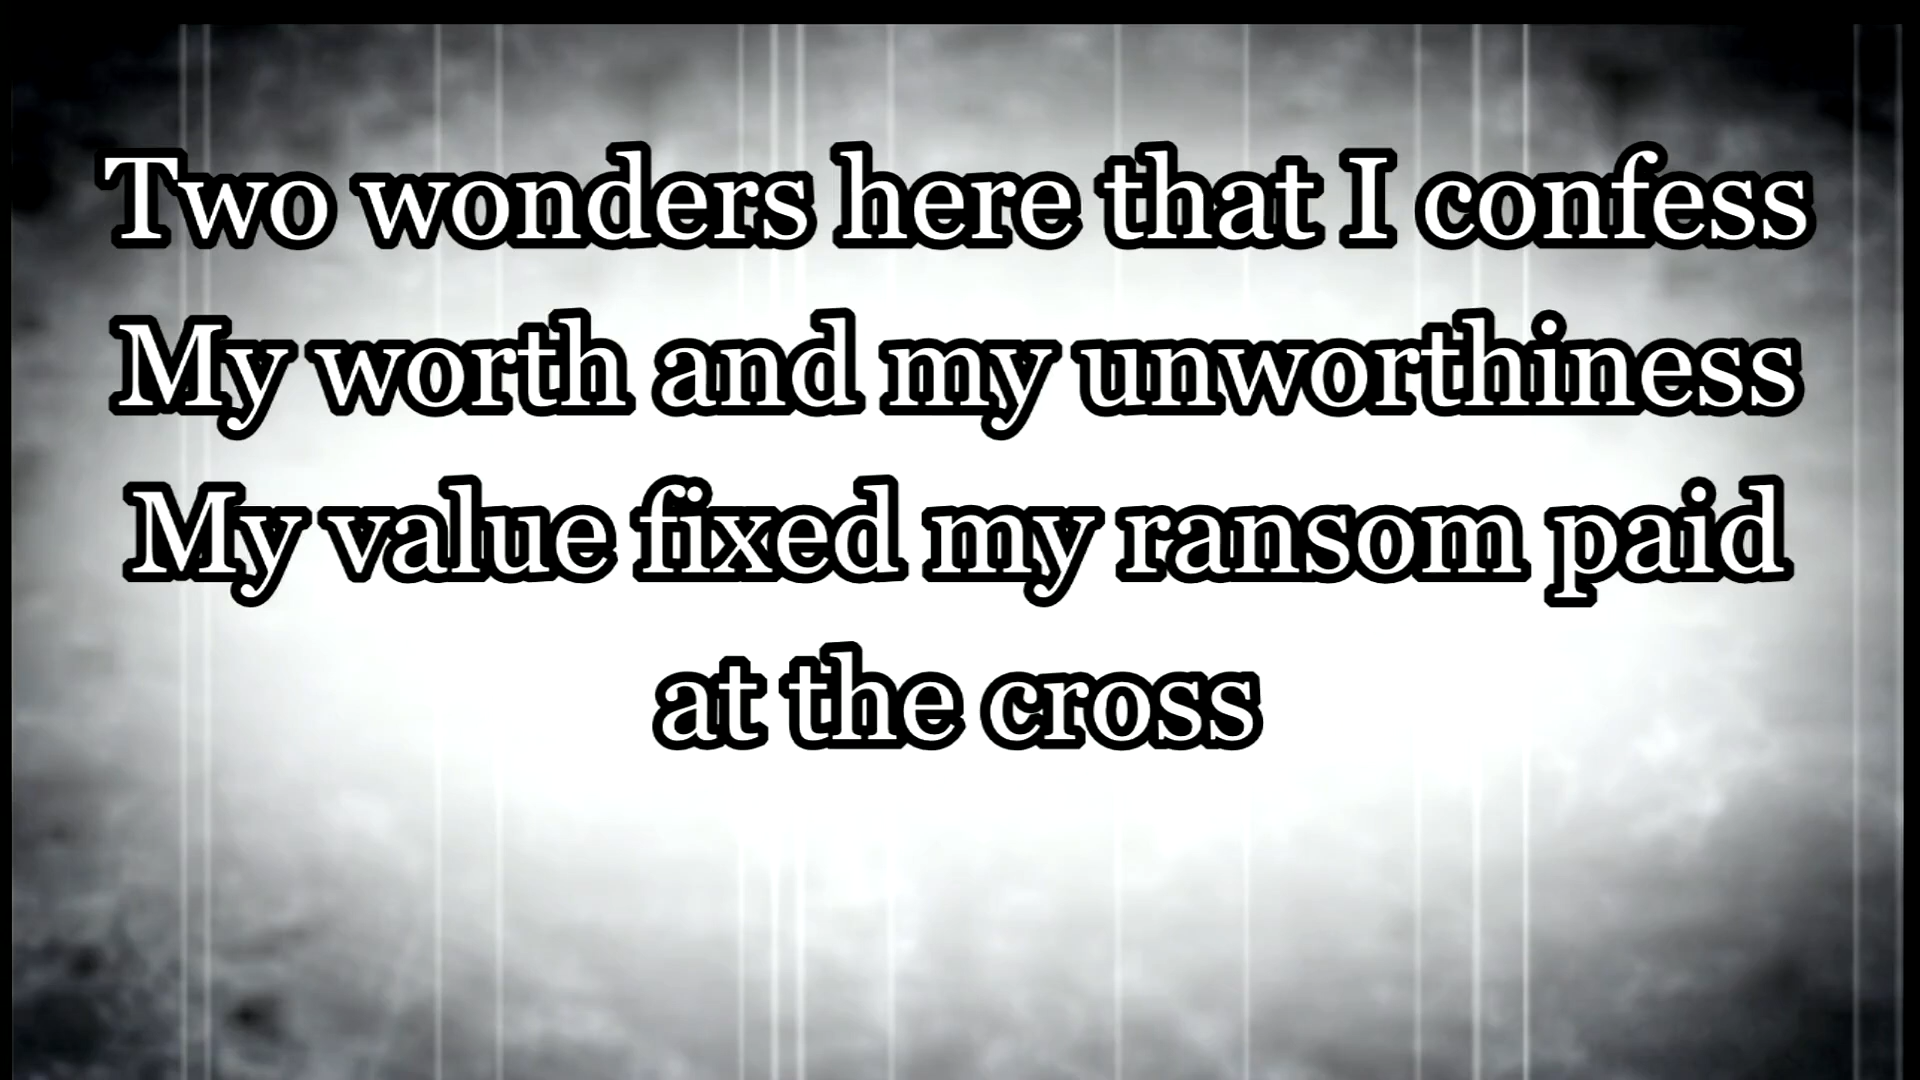 Two wonders here that I confess
My worth and my unworthiness
My value fixed my ransom paid
at the cross